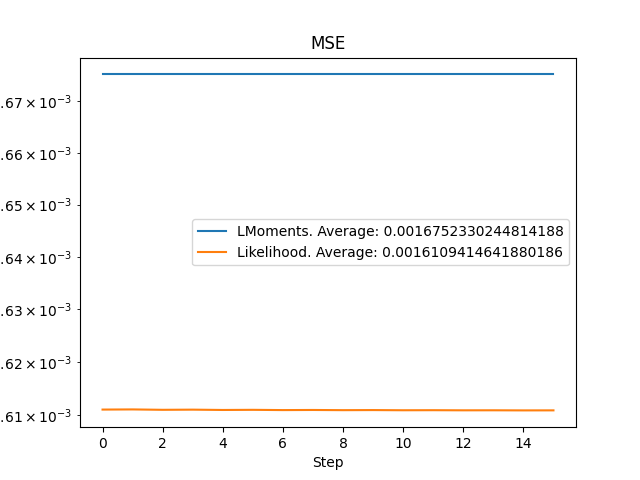 MSE
.67 × 10⁻³
.66 × 10⁻³
.65 × 10⁻³
.64 × 10⁻³
.63 × 10⁻³
.62 × 10⁻³
.61 × 10⁻³
LMoments. Average: 0.0016752330244814188
Likelihood. Average: 0.0016109414641880186
0 2 4 6 8 10 12 14
Step